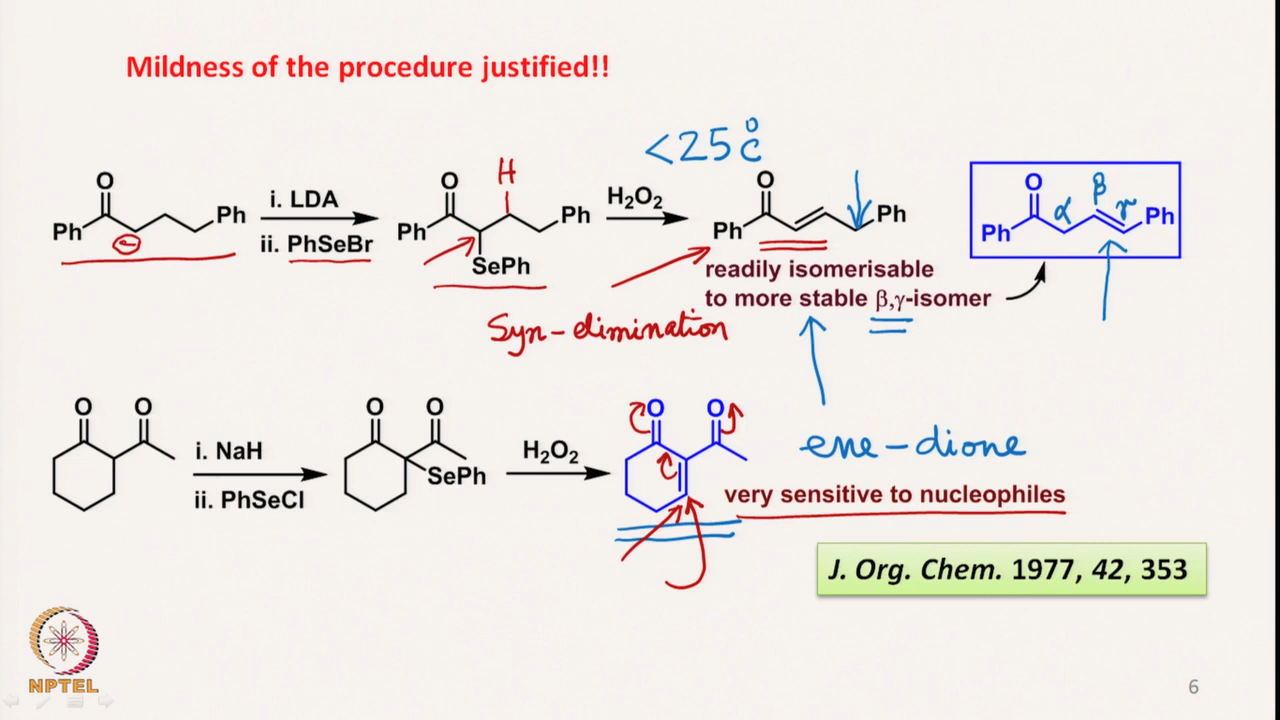 Mildness of the procedure justified!!
<25°C
O
Ph
Ph
⊖
i. LDA
ii. PhSeBr
O
H
Ph
Ph
SePh
H₂O₂
O
Ph
Ph
readily isomerisable
to more stable β,γ-isomer
O
α
β
γ
Ph
Ph
Syn-elimination
O
O
i. NaH
ii. PhSeCl
O
O
SePh
H₂O₂
O
O
ene-dione
very sensitive to nucleophiles
J. Org. Chem. 1977, 42, 353
NPTEL
6